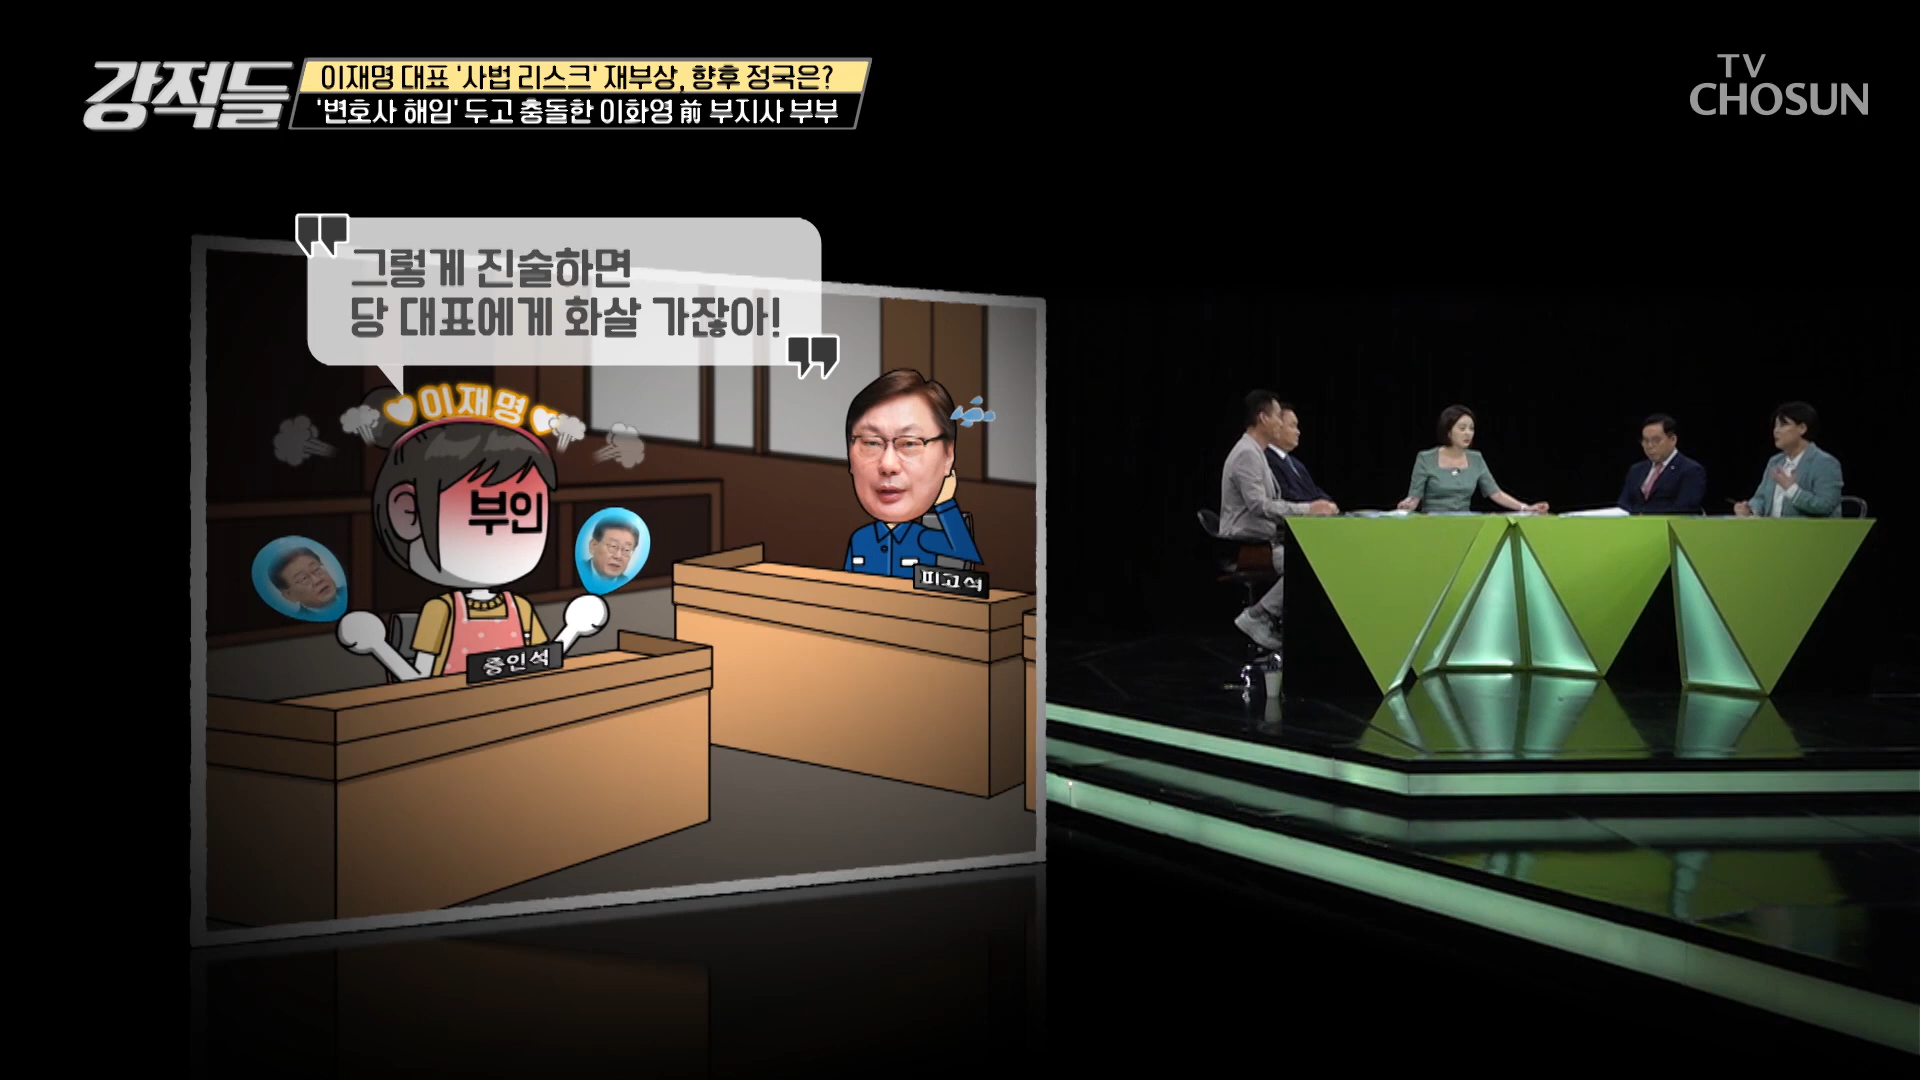 강적들
이재명 대표 '사법 리스크' 재부상, 향후 정국은?
'변호사 해임' 두고 충돌한 이화영 前 부지사 부부
TV
CHOSUN
그렇게 진술하면
당 대표에게 화살 가잖아!
이재명
부인
증인석
피고석